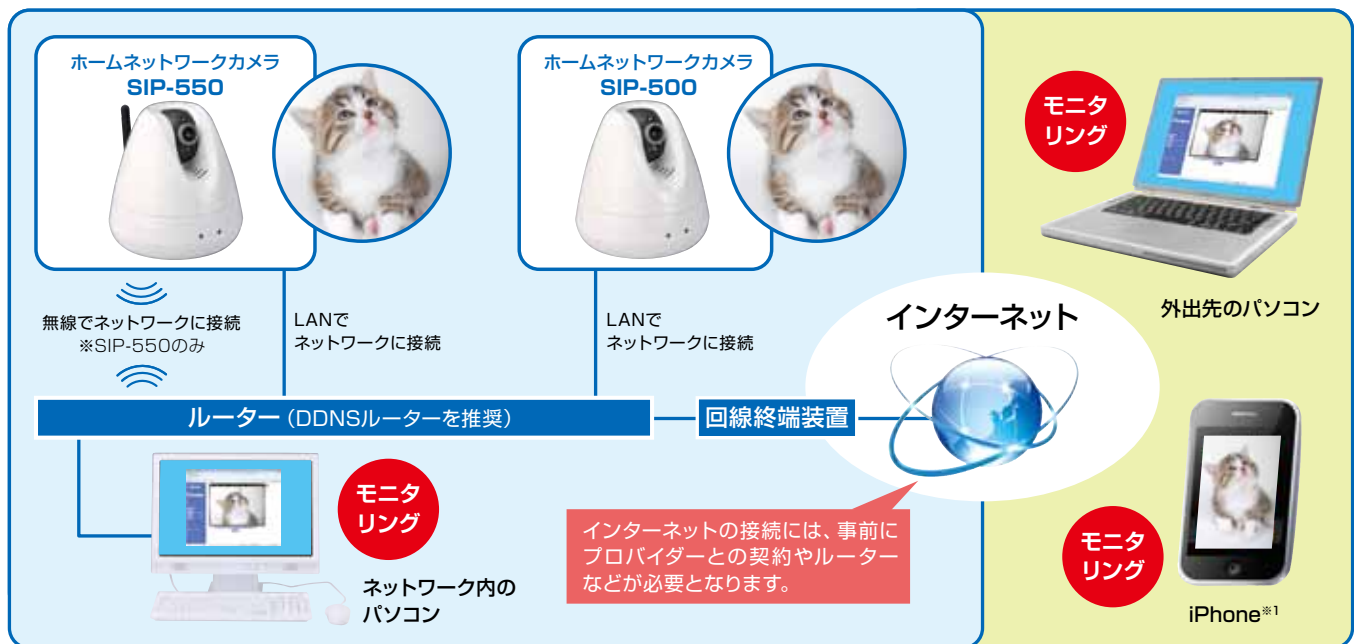 ホームネットワークカメラ
SIP-550
ホームネットワークカメラ
SIP-500
モニタ
リング
外出先のパソコン
無線でネットワークに接続
※SIP-550のみ
LANで
ネットワークに接続
LANで
ネットワークに接続
インターネット
ルーター（DDNSルーターを推奨）
回線終端装置
モニタ
リング
ネットワーク内の
パソコン
インターネットの接続には、事前に
プロバイダーとの契約やルーター
などが必要となります。
モニタ
リング
iPhone※1